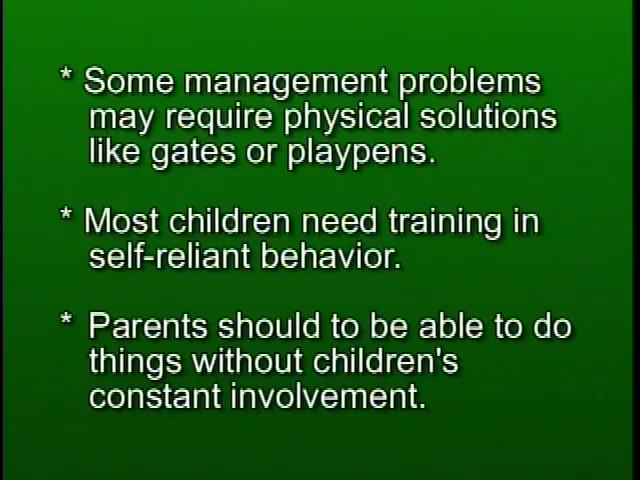 * Some management problems
may require physical solutions
like gates or playpens.
* Most children need training in
self-reliant behavior.
* Parents should to be able to do
things without children's
constant involvement.